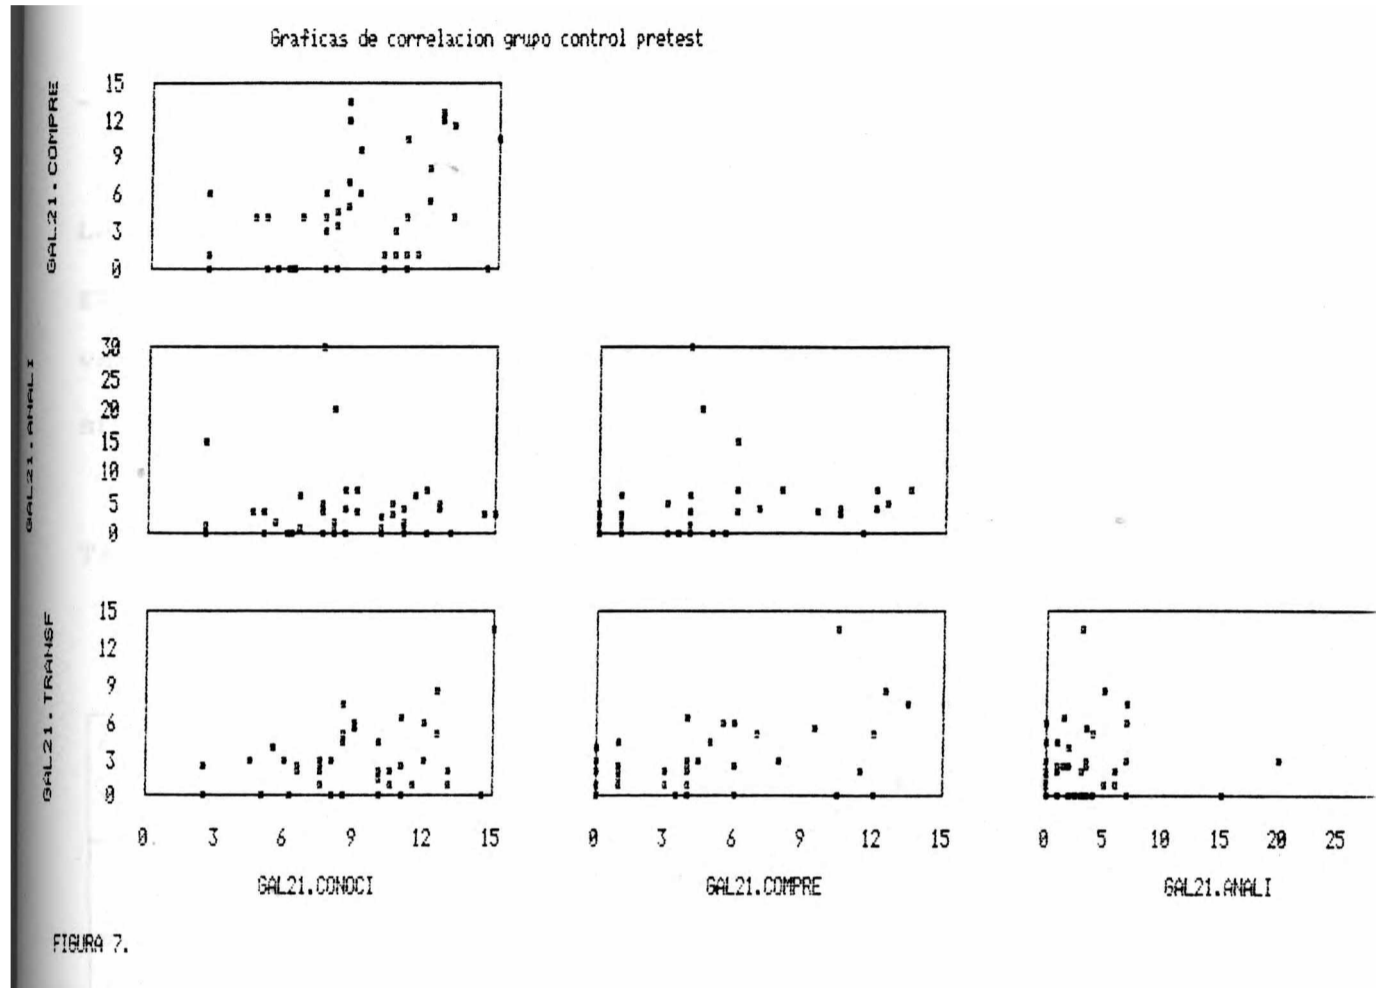 Graficas de correlacion grupo control pretest
GAL21.COMPRE
15
12
9
6
3
0
GAL21.ANALI
30
25
20
15
10
5
0
GAL21.TRANSF
15
12
9
6
3
0
0 3 6 9 12 15
0 3 6 9 12 15
0 5 10 15 20 25
GAL21.CONOCI
GAL21.COMPRE
GAL21.ANALI
FIGURA 7.